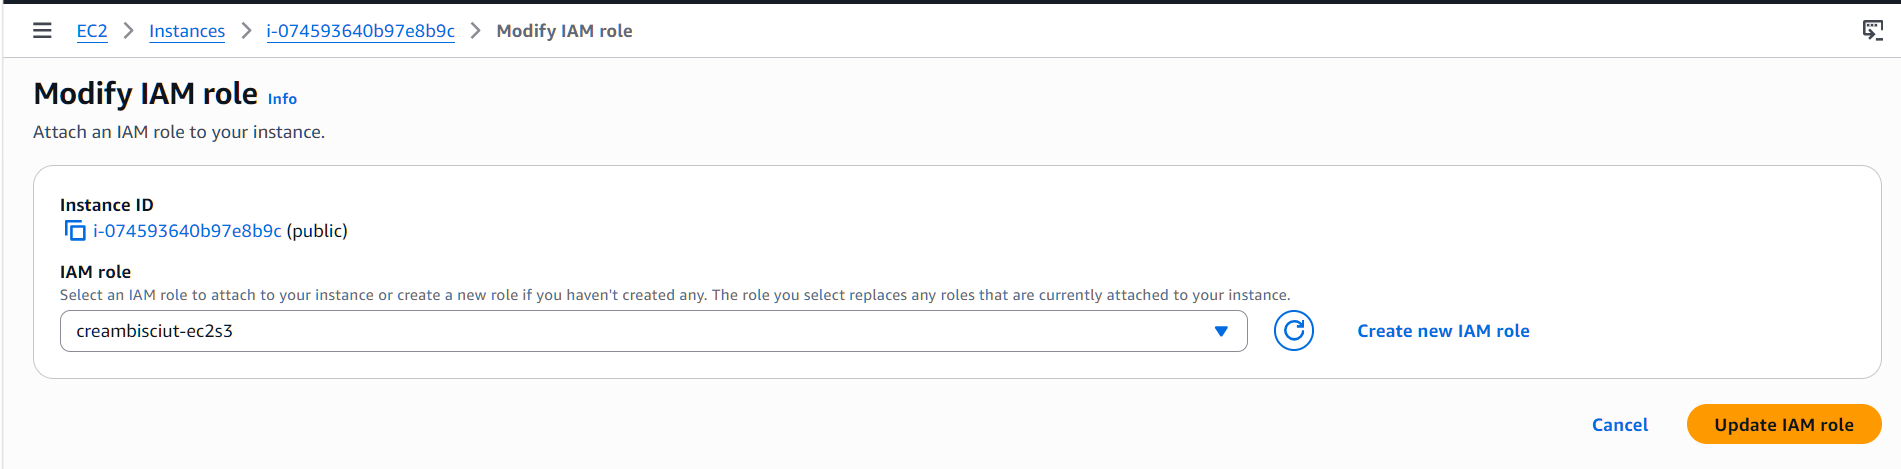 EC2 Instances i-074593640b97e8b9c Modify IAM role
Modify IAM role Info
Attach an IAM role to your instance.
Instance ID
i-074593640b97e8b9c (public)
IAM role
Select an IAM role to attach to your instance or create a new role if you haven't created any. The role you select replaces any roles that are currently attached to your instance.
creambisciut-ec2s3
Create new IAM role
Cancel Update IAM role